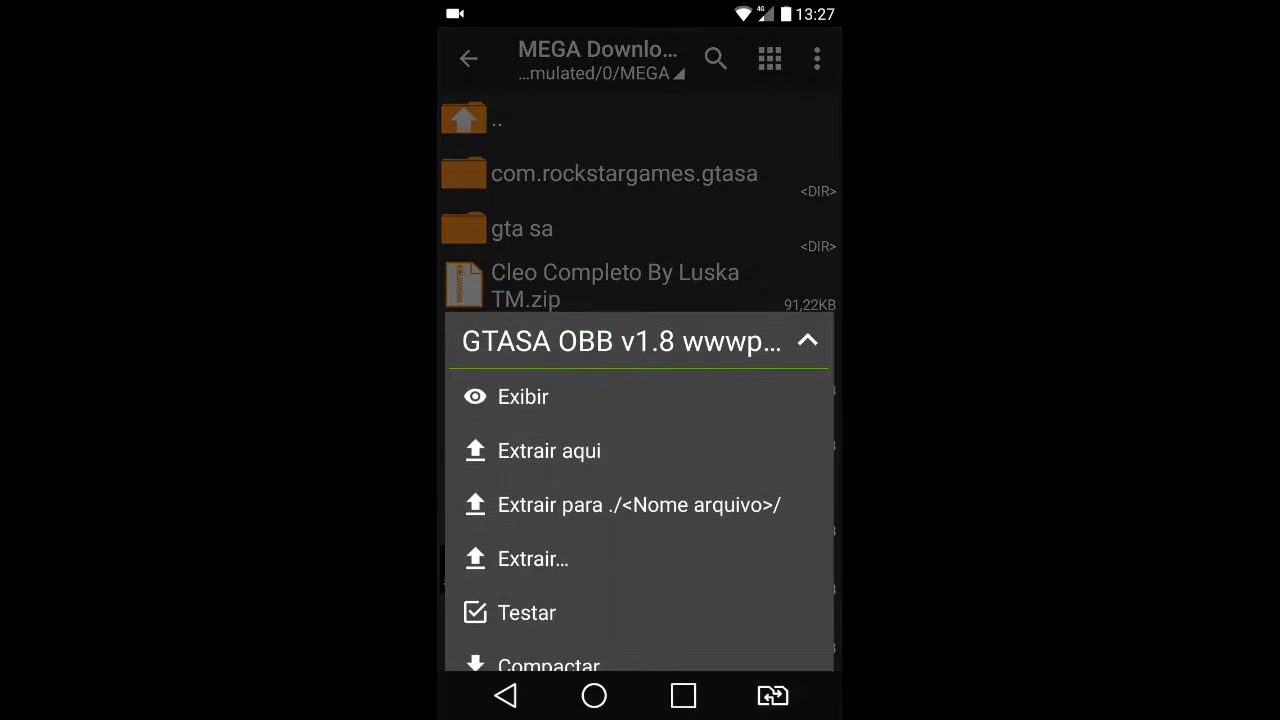 4G 13:27
MEGA Downlo...
...mulated/0/MEGA
..
com.rockstargames.gtasa
<DIR>
gta sa
<DIR>
Cleo Completo By Luska
TM.zip
91,22KB
GTASA OBB v1.8 wwwp...
Exibir
Extrair aqui
Extrair para ./<Nome arquivo>/
Extrair...
Testar
Compactar